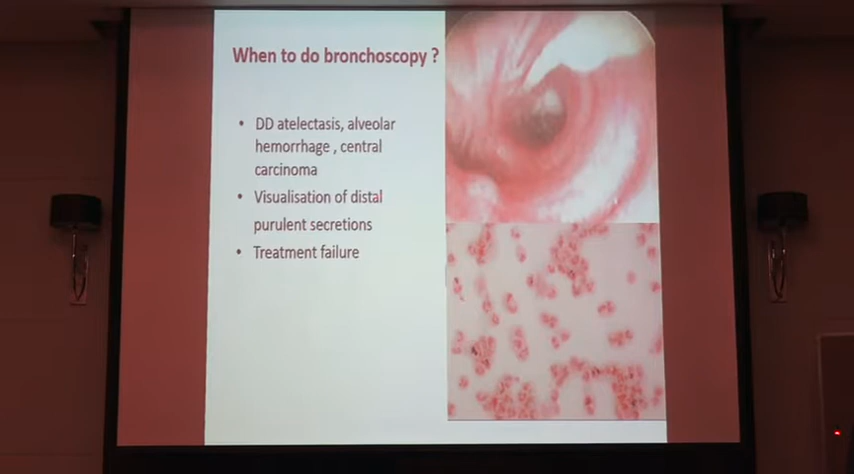 When to do bronchoscopy ?
• DD atelectasis, alveolar
hemorrhage , central
carcinoma
• Visualisation of distal
purulent secretions
• Treatment failure